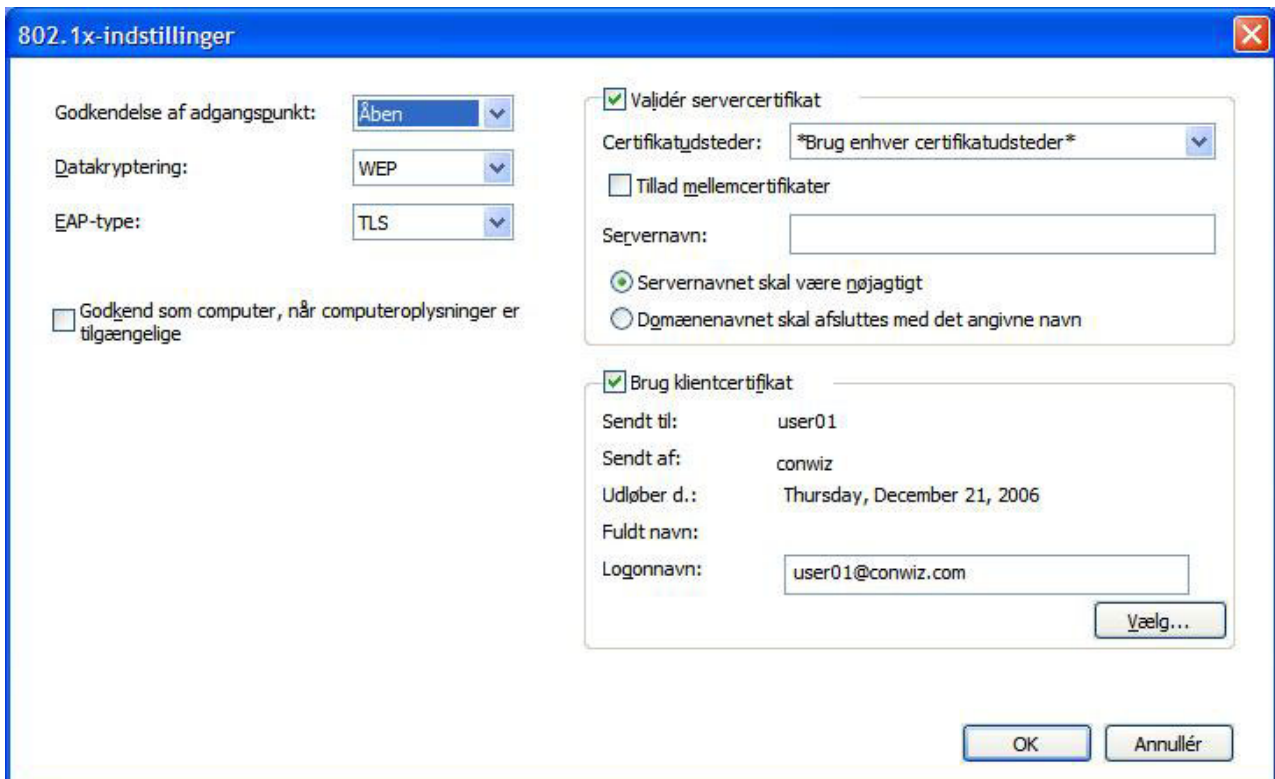 802.1x-indstillinger
Godkendelse af adgangspunkt: Åben
Datakryptering: WEP
EAP-type: TLS
Godkend som computer, når computeroplysninger er
tilgængelige
Validér servercertifikat
Certifikatudsteder: *Brug enhver certifikatudsteder*
Tillad mellemcertifikater
Servernavn:
Servernavnet skal være nøjagtigt
Domænenavnet skal afsluttes med det angivne navn
Brug klientcertifikat
Sendt til: user01
Sendt af: conwiz
Udløber d.: Thursday, December 21, 2006
Fuldt navn:
Logonnavn: user01@conwiz.com
Vælg...
OK Annullér